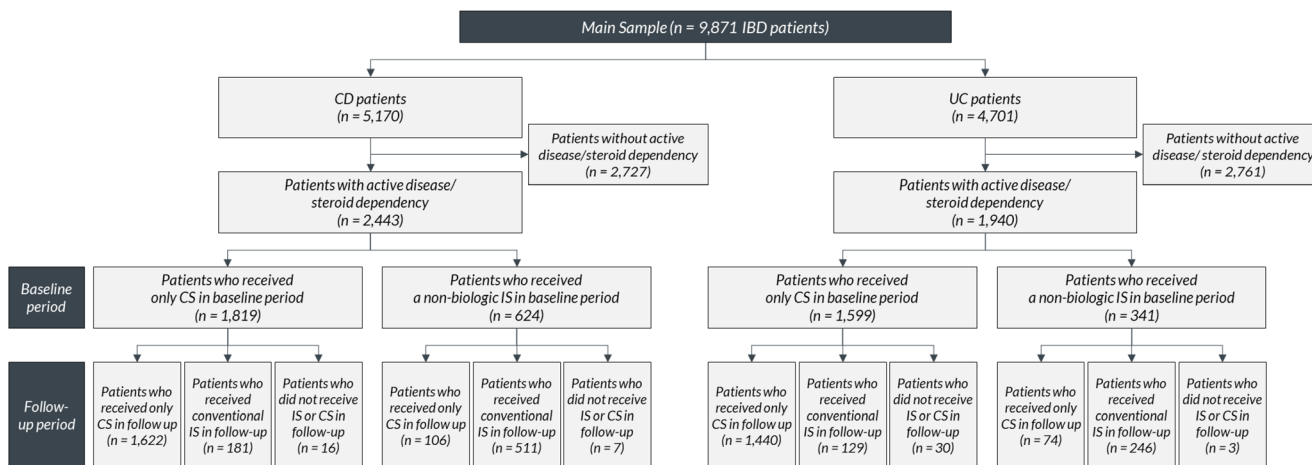 Main Sample (n = 9,871 IBD patients)
CD patients
(n = 5,170)
UC patients
(n = 4,701)
Patients without active
disease/steroid dependency
(n = 2,727)
Patients without active
disease/ steroid dependency
(n = 2,761)
Patients with active disease/
steroid dependency
(n = 2,443)
Patients with active disease/
steroid dependency
(n = 1,940)
Baseline
period
Patients who received
only CS in baseline period
(n = 1,819)
Patients who received
a non-biologic IS in baseline period
(n = 624)
Patients who received
only CS in baseline period
(n = 1,599)
Patients who received
a non-biologic IS in baseline period
(n = 341)
Follow-
up period
Patients who
received only
CS in follow up
(n = 1,622)
Patients who
received
conventional
IS in follow-up
(n = 181)
Patients who
did not receive
IS or CS in
follow-up
(n = 16)
Patients who
received only
CS in follow up
(n = 106)
Patients who
received
conventional
IS in follow-up
(n = 511)
Patients who
did not receive
IS or CS in
follow-up
(n = 7)
Patients who
received only
CS in follow up
(n = 1,440)
Patients who
received
conventional
IS in follow-up
(n = 129)
Patients who
did not receive
IS or CS in
follow-up
(n = 30)
Patients who
received only
CS in follow up
(n = 74)
Patients who
received
conventional
IS in follow-up
(n = 246)
Patients who
did not receive
IS or CS in
follow-up
(n = 3)